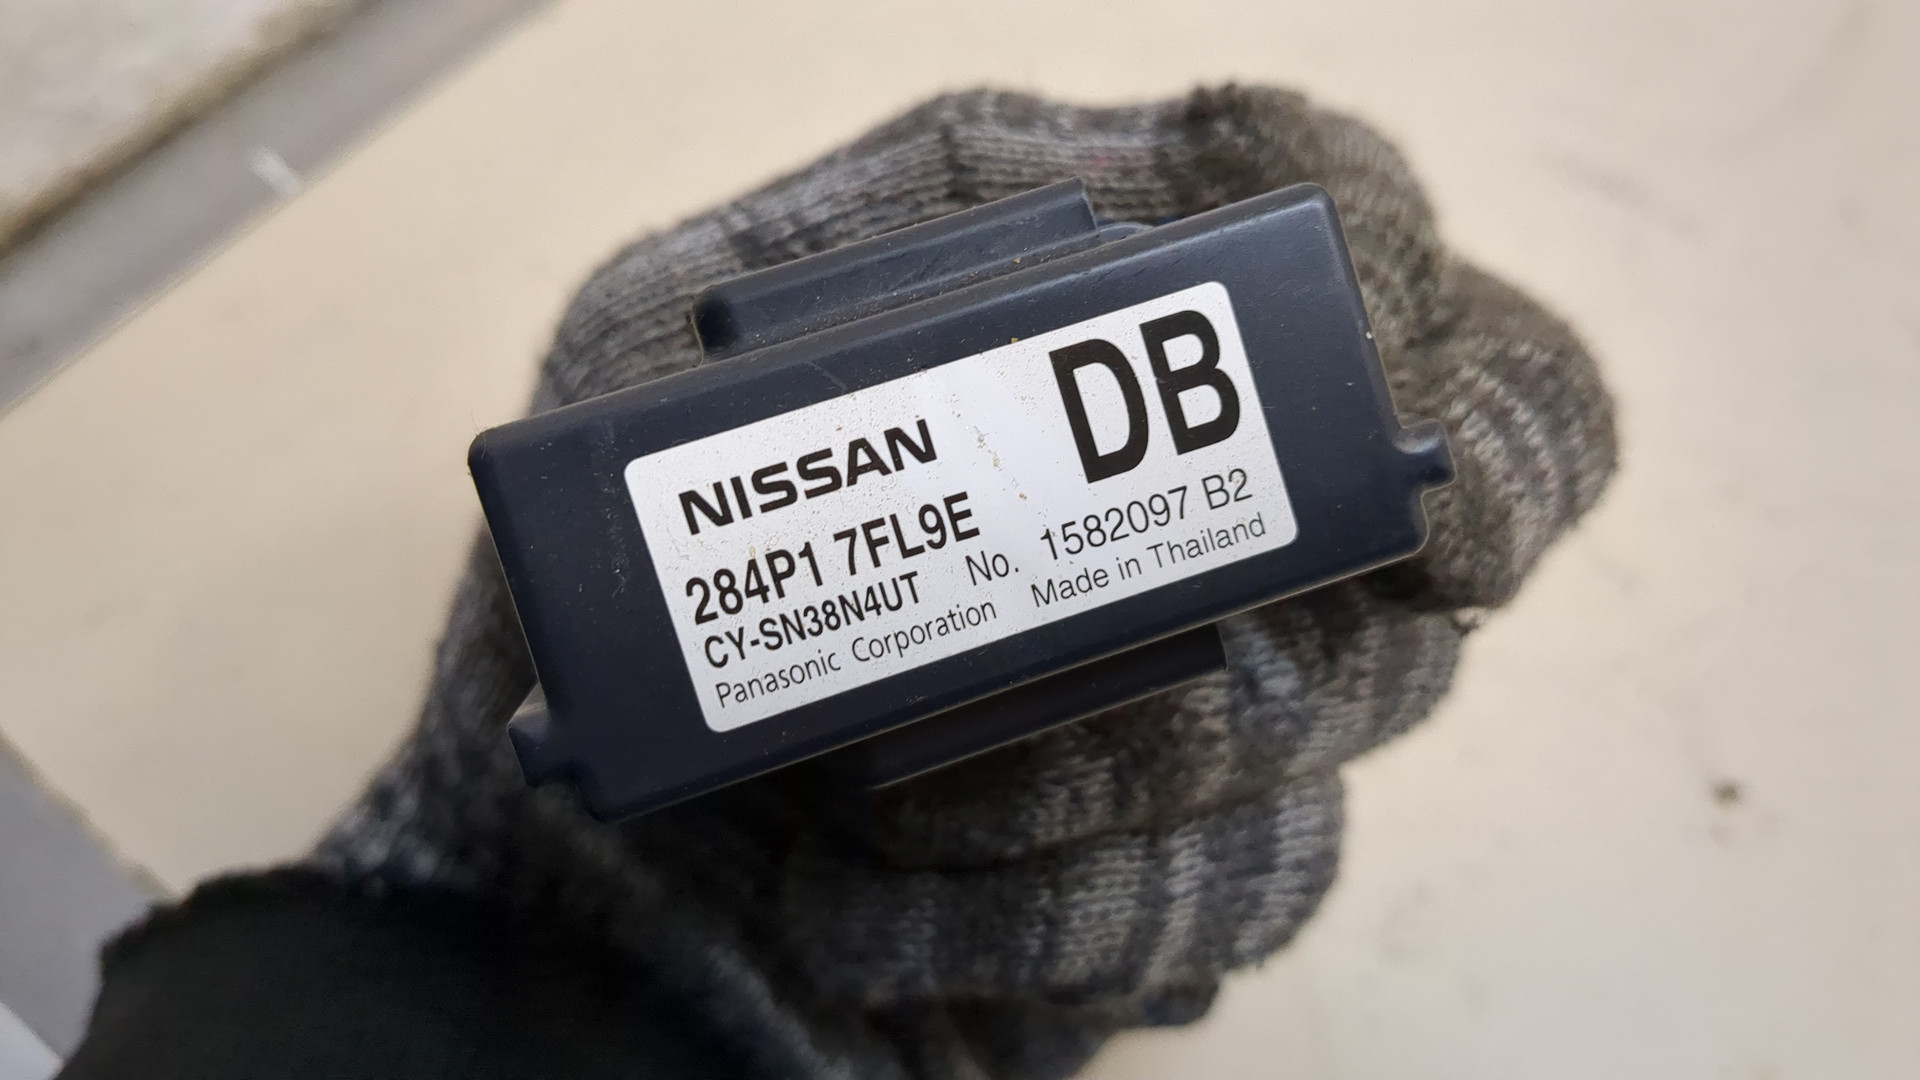 NISSAN DB
284P1 7FL9E
CY-SN38N4UT No. 1582097 B2
Panasonic Corporation Made in Thailand